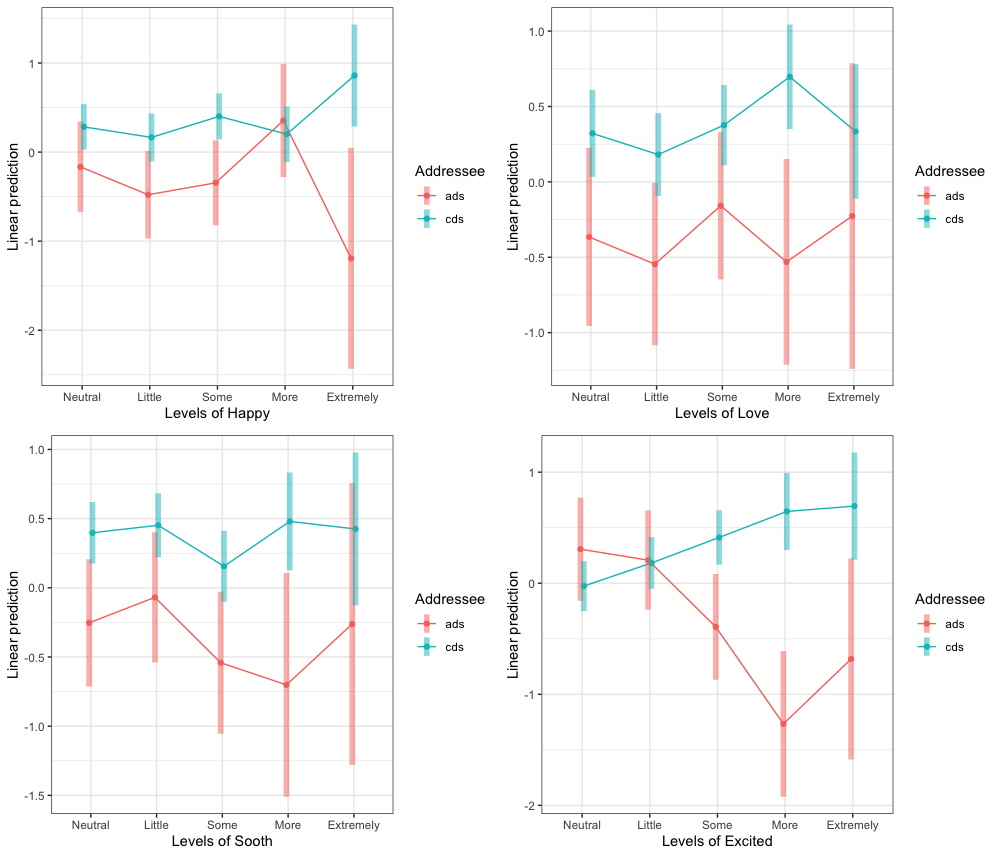 1
0
-1
-2
Linear prediction
Neutral Little Some More Extremely
Levels of Happy
Addressee
ads
cds
1.0
0.5
0.0
-0.5
-1.0
Linear prediction
Neutral Little Some More Extremely
Levels of Love
Addressee
ads
cds
1.0
0.5
0.0
-0.5
-1.0
-1.5
Linear prediction
Neutral Little Some More Extremely
Levels of Sooth
Addressee
ads
cds
1
0
-1
-2
Linear prediction
Neutral Little Some More Extremely
Levels of Excited
Addressee
ads
cds